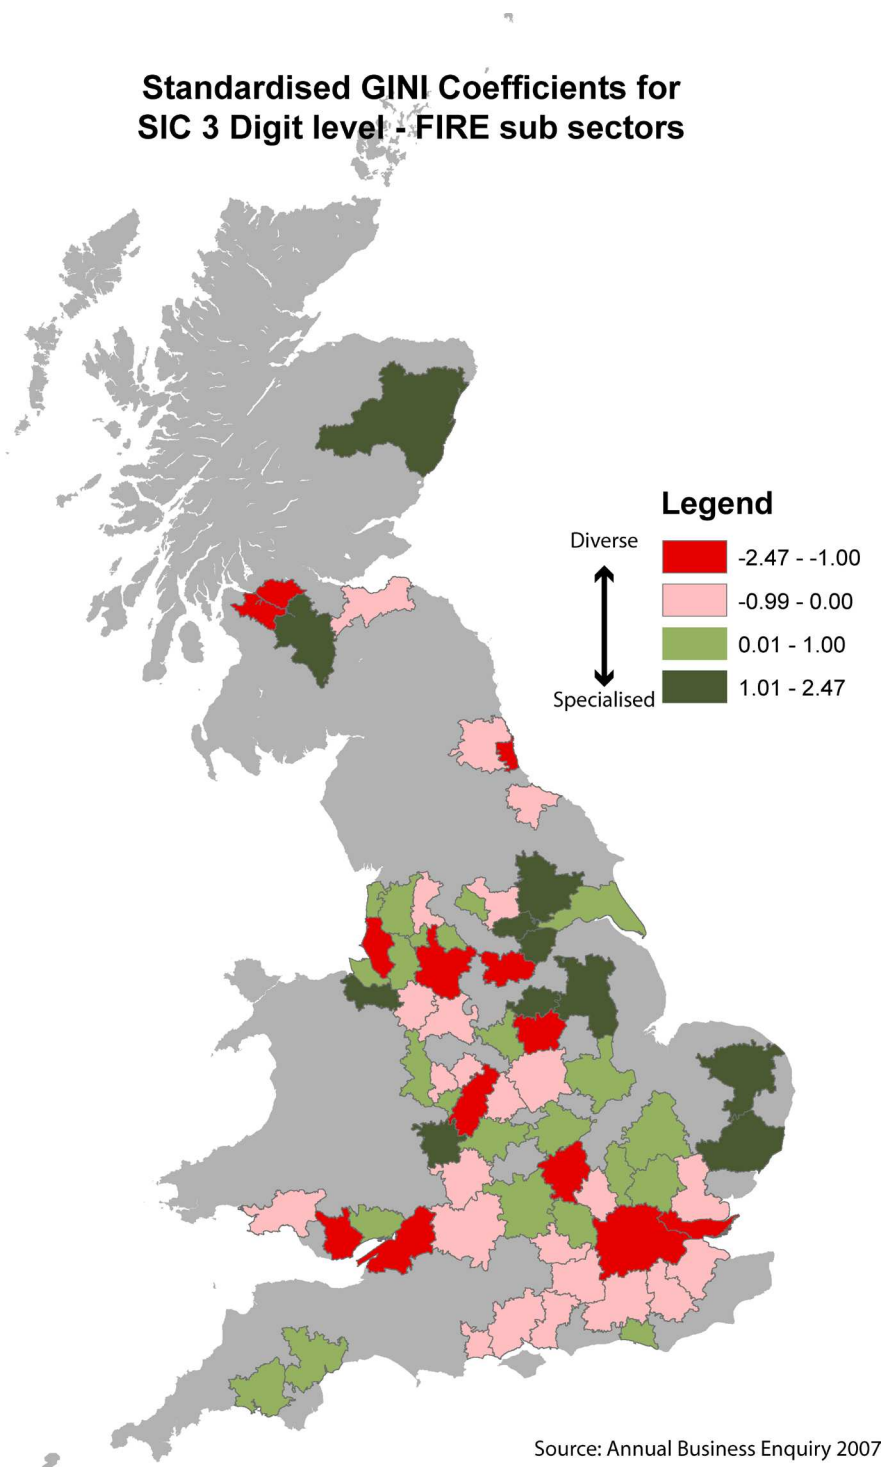 Standardised GINI Coefficients for
SIC 3 Digit level - FIRE sub sectors
Legend
Diverse
-2.47 - -1.00
-0.99 - 0.00
0.01 - 1.00
1.01 - 2.47
Specialised
Source: Annual Business Enquiry 2007